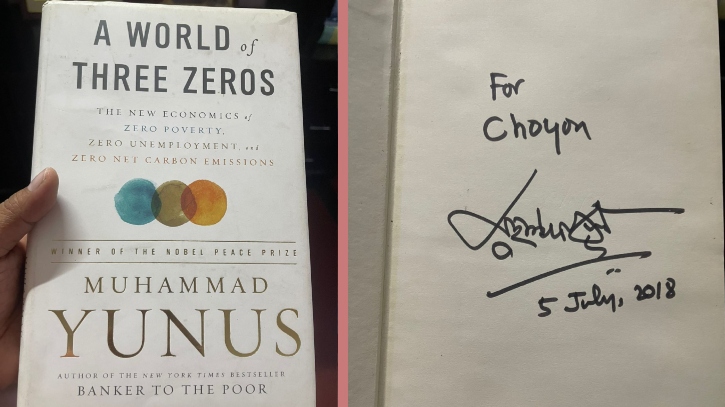 A WORLD of
THREE ZEROS
THE NEW ECONOMICS of
ZERO POVERTY,
ZERO UNEMPLOYMENT, and
ZERO NET CARBON EMISSIONS
WINNER OF THE NOBEL PEACE PRIZE
MUHAMMAD
YUNUS
AUTHOR OF THE NEW YORK TIMES BESTSELLER
BANKER TO THE POOR
For
Choyon
5 July, 2018